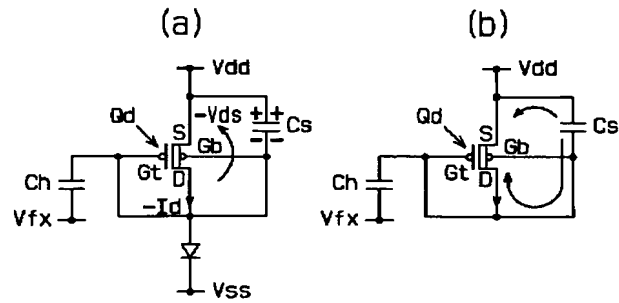 (a)
Vdd
Qd
S
-Vds
+ +
- -
Cs
Gb
Gt
D
Ch
Vfx
-Id
Vss
(b)
Vdd
Qd
S
Cs
Gb
Gt
D
Ch
Vfx